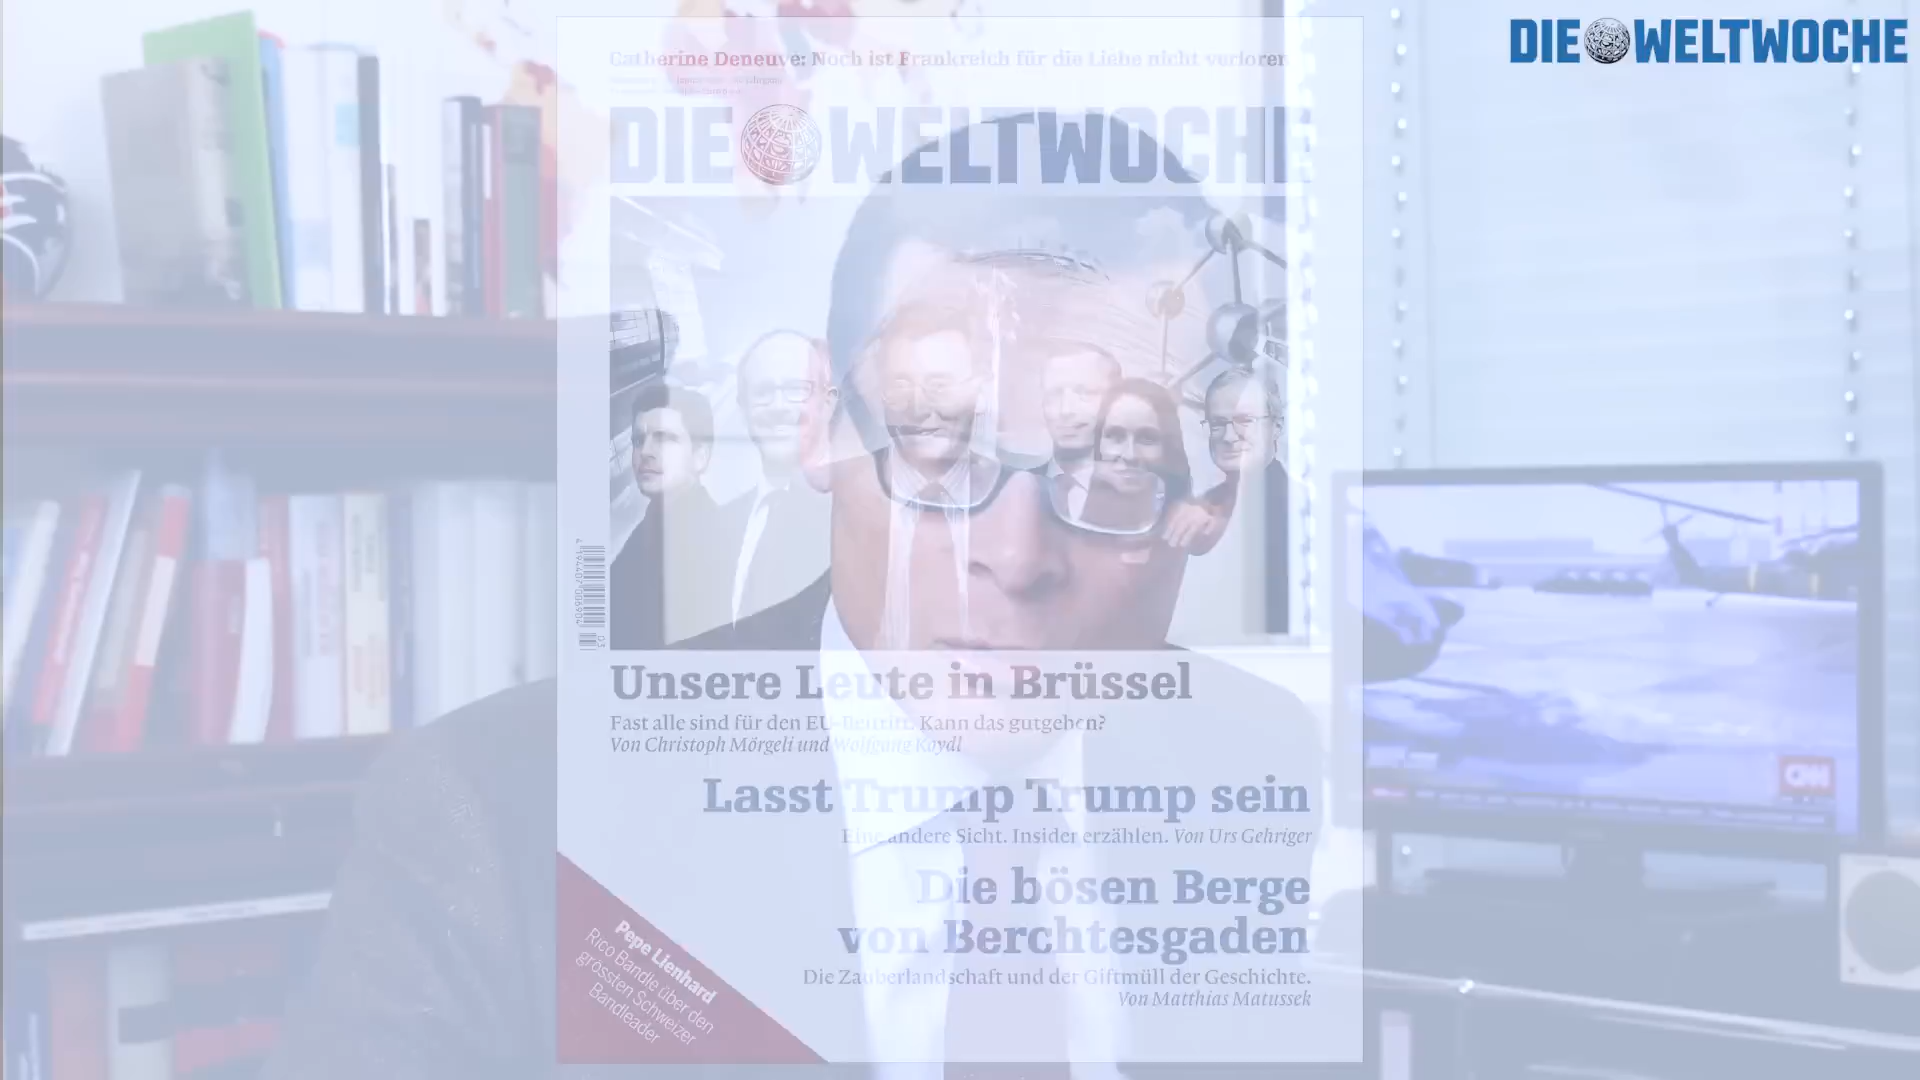 DIE WELTWOCHE
Catherine Deneuve: Noch ist Frankreich für die Liebe nicht verloren
DIE WELTWOCHE
Unsere Leute in Brüssel
Fast alle sind für den EU-Beitritt. Kann das gutgehen?
Von Christoph Mörgeli und Wolfgang Koydl
Lasst Trump Trump sein
Eine andere Sicht. Insider erzählen. Von Urs Gehriger
Die bösen Berge
von Berchtesgaden
Die Zauberlandschaft und der Giftmüll der Geschichte.
Von Matthias Matussek
Pepe Lienhard
Rico Bandle über den
grössten Schweizer
Bandleader
CNN